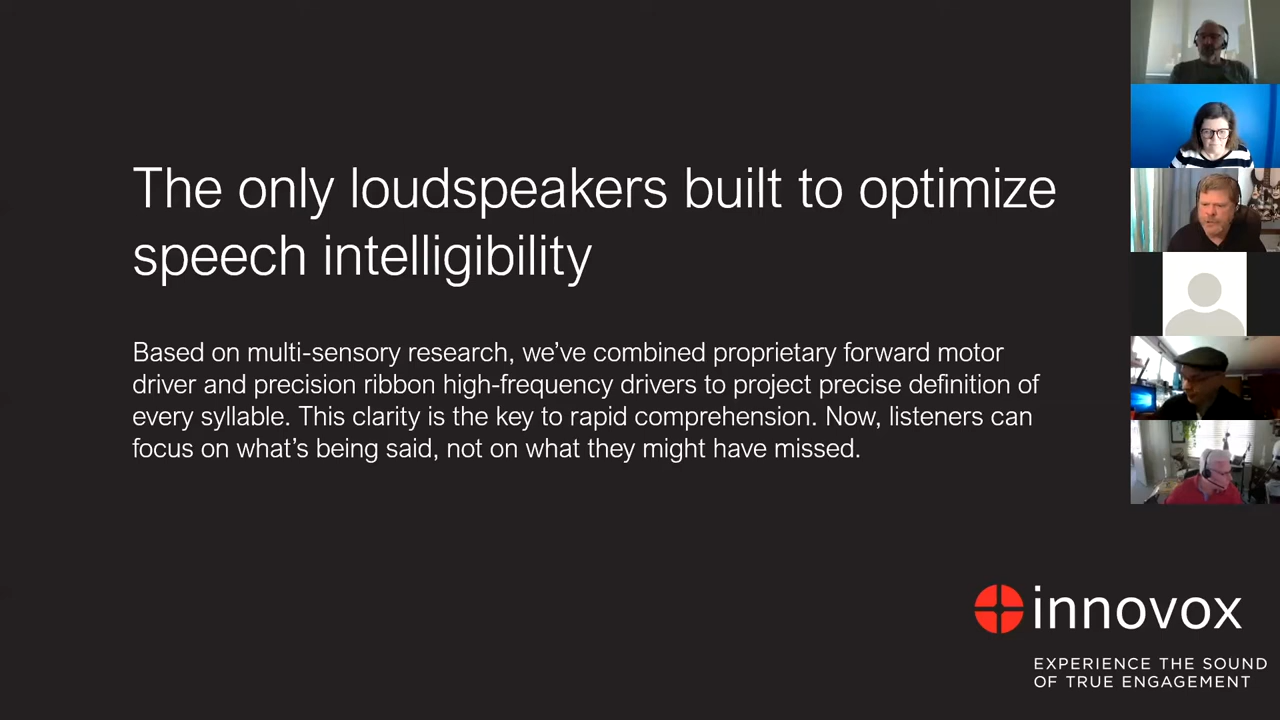 The only loudspeakers built to optimize
speech intelligibility
Based on multi-sensory research, we’ve combined proprietary forward motor
driver and precision ribbon high-frequency drivers to project precise definition of
every syllable. This clarity is the key to rapid comprehension. Now, listeners can
focus on what’s being said, not on what they might have missed.
innovox
EXPERIENCE THE SOUND
OF TRUE ENGAGEMENT